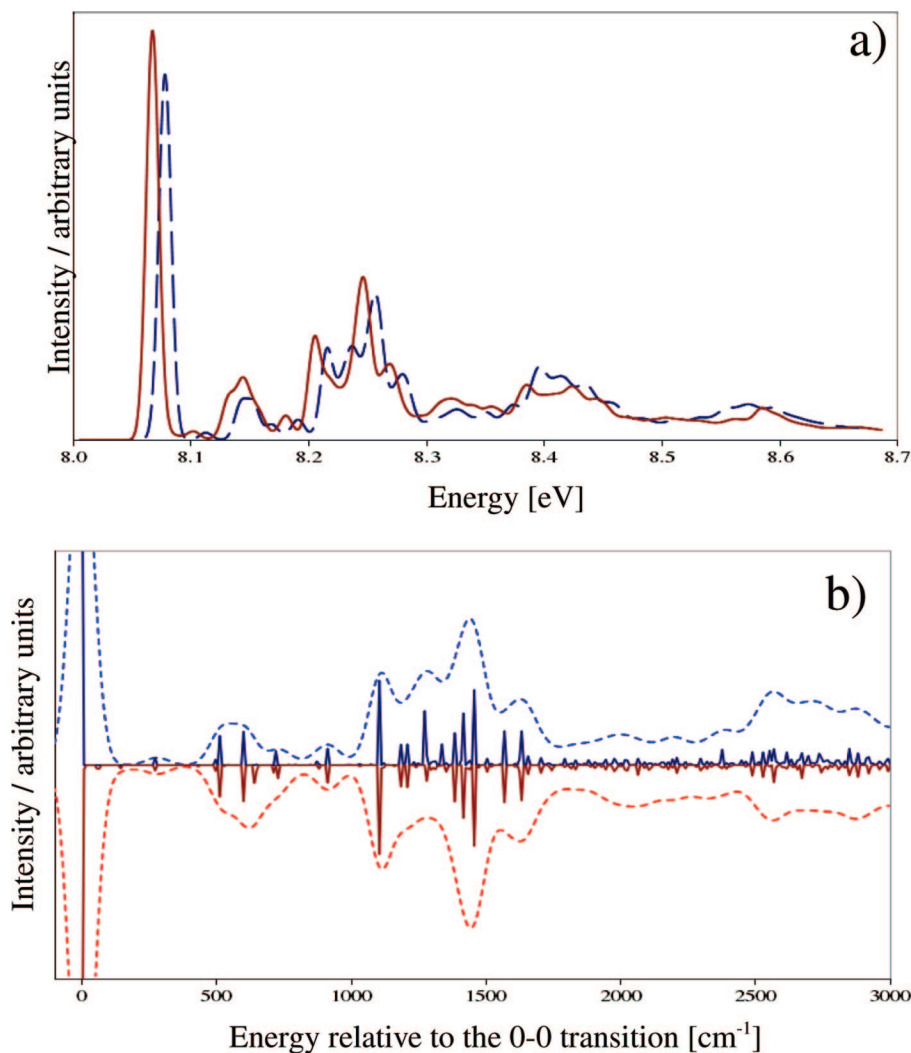 a)
Intensity / arbitrary units
8.0 8.1 8.2 8.3 8.4 8.5 8.6 8.7
Energy [eV]
b)
Intensity / arbitrary units
0 500 1000 1500 2000 2500 3000
Energy relative to the 0-0 transition [cm⁻¹]